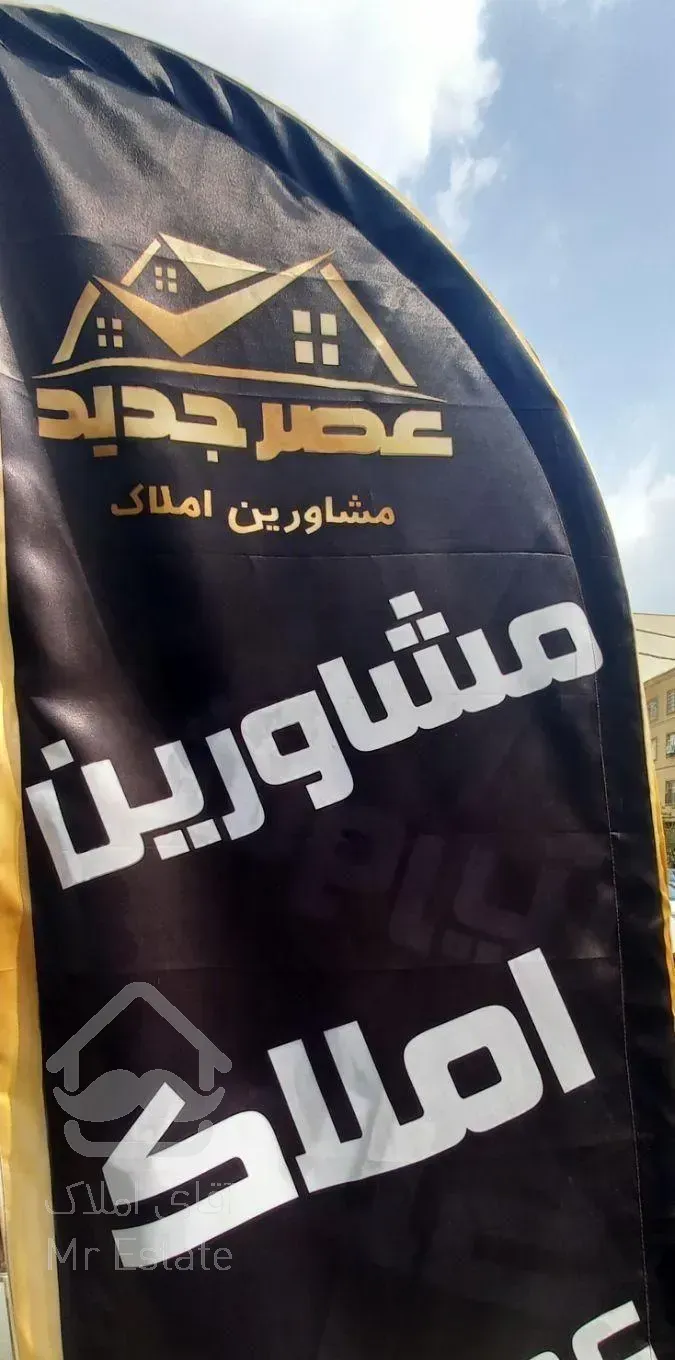 عصر جدید
مشاورین املاک
مشاورین
املاک
آقای املاک
Mr Estate